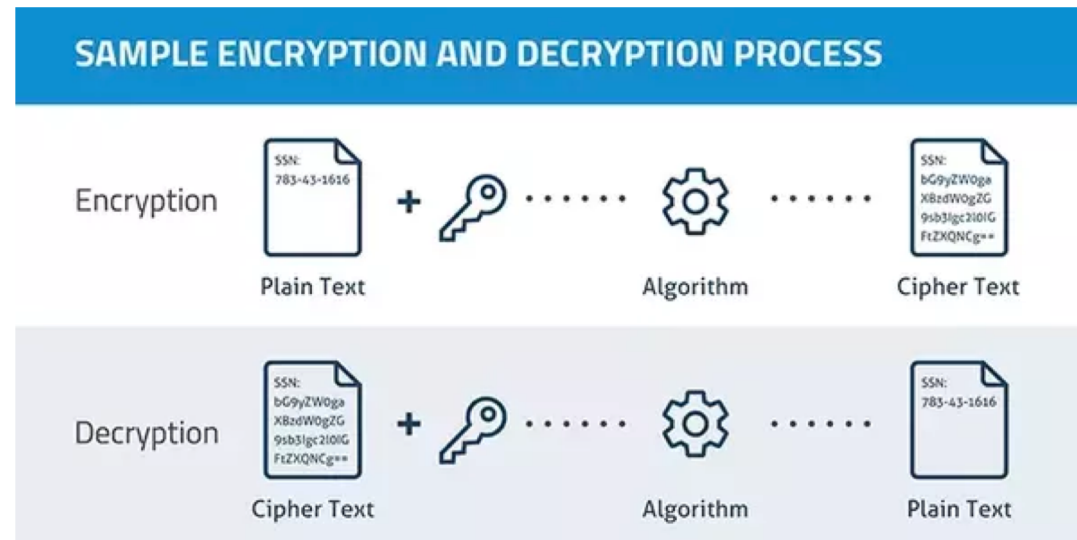 SAMPLE ENCRYPTION AND DECRYPTION PROCESS
Encryption
SSN:
783-43-1616
Plain Text
+
Algorithm
SSN:
bG9yZW0ga
XBzdW0gZG
9sb3Igc2l0IG
FtZXQNCg==
Cipher Text
Decryption
SSN:
bG9yZW0ga
XBzdW0gZG
9sb3Igc2l0IG
FtZXQNCg==
Cipher Text
+
Algorithm
SSN:
783-43-1616
Plain Text